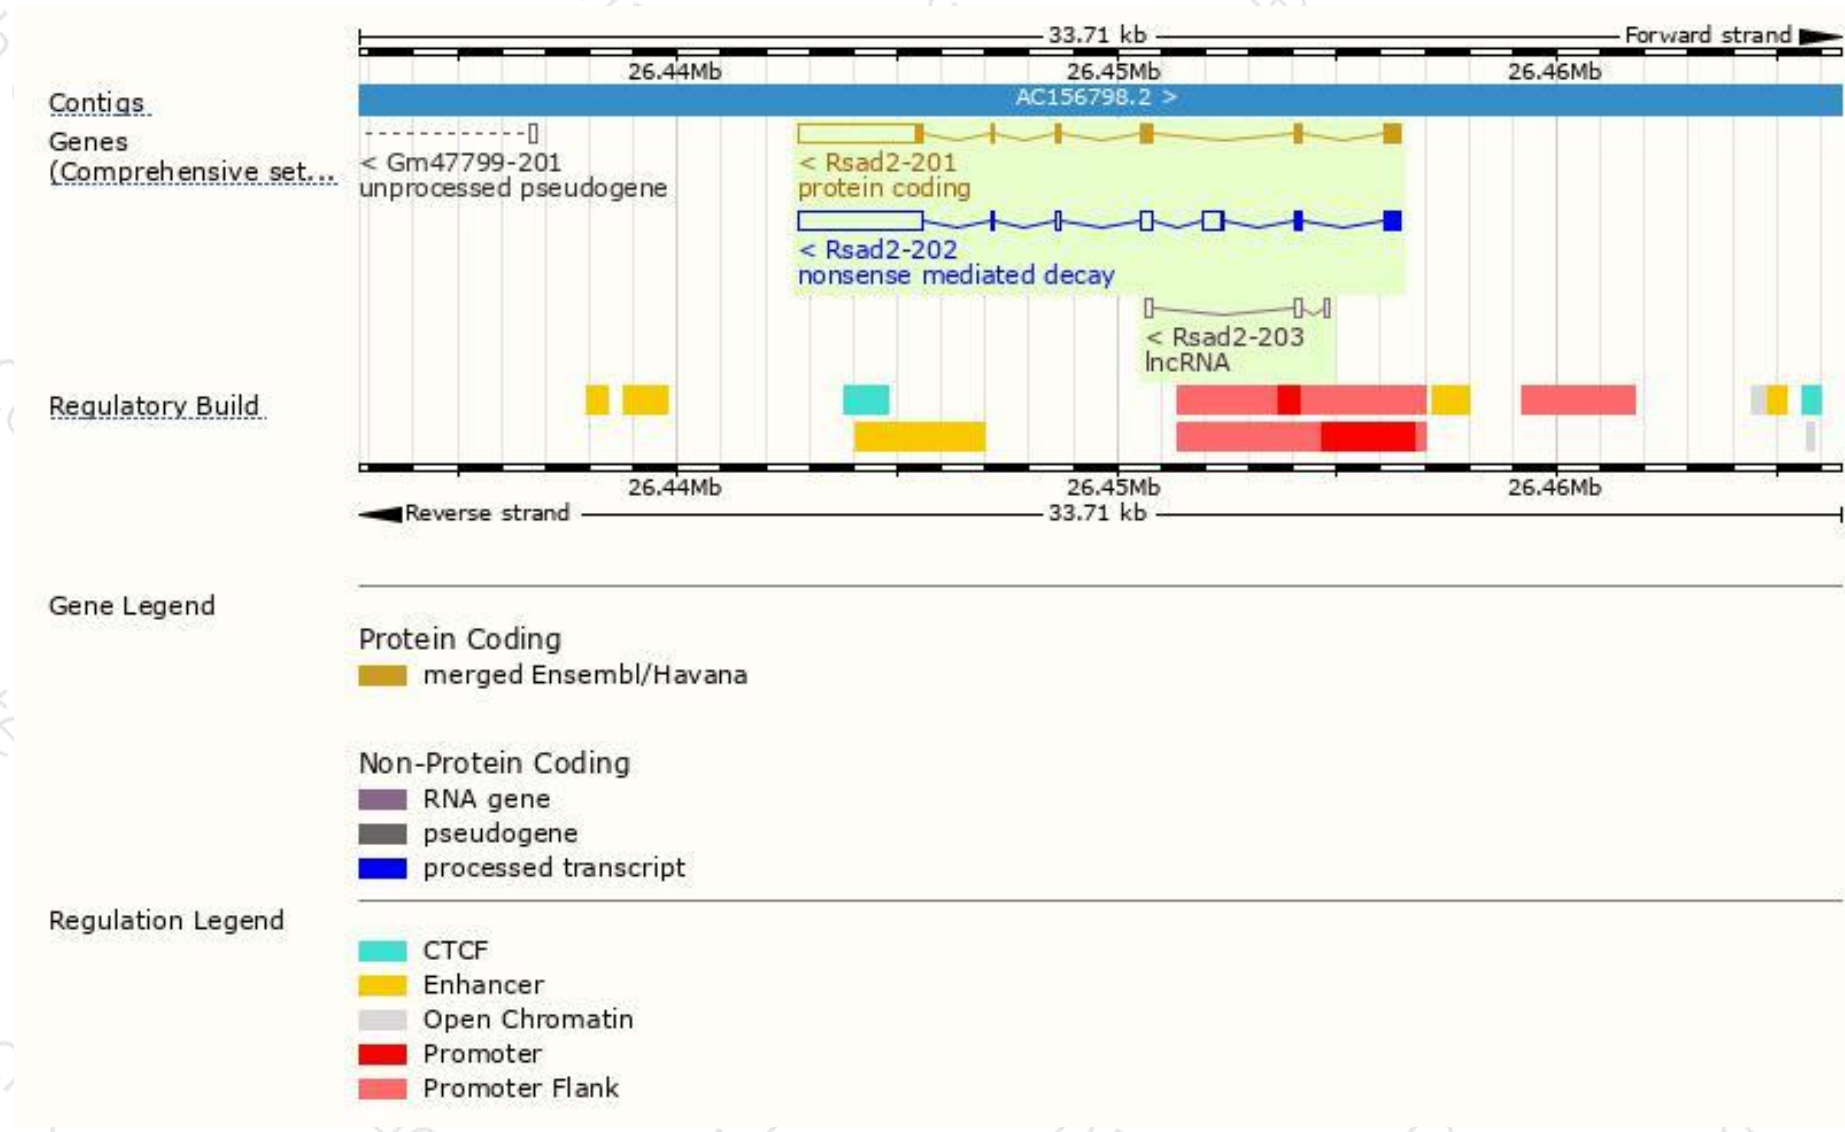 33.71 kb Forward strand
26.44Mb 26.45Mb 26.46Mb
Contigs AC156798.2 >
Genes
(Comprehensive set...
< Gm47799-201
unprocessed pseudogene
< Rsad2-201
protein coding
< Rsad2-202
nonsense mediated decay
< Rsad2-203
lncRNA
Regulatory Build
26.44Mb 26.45Mb 26.46Mb
Reverse strand 33.71 kb
Gene Legend
Protein Coding
merged Ensembl/Havana
Non-Protein Coding
RNA gene
pseudogene
processed transcript
Regulation Legend
CTCF
Enhancer
Open Chromatin
Promoter
Promoter Flank